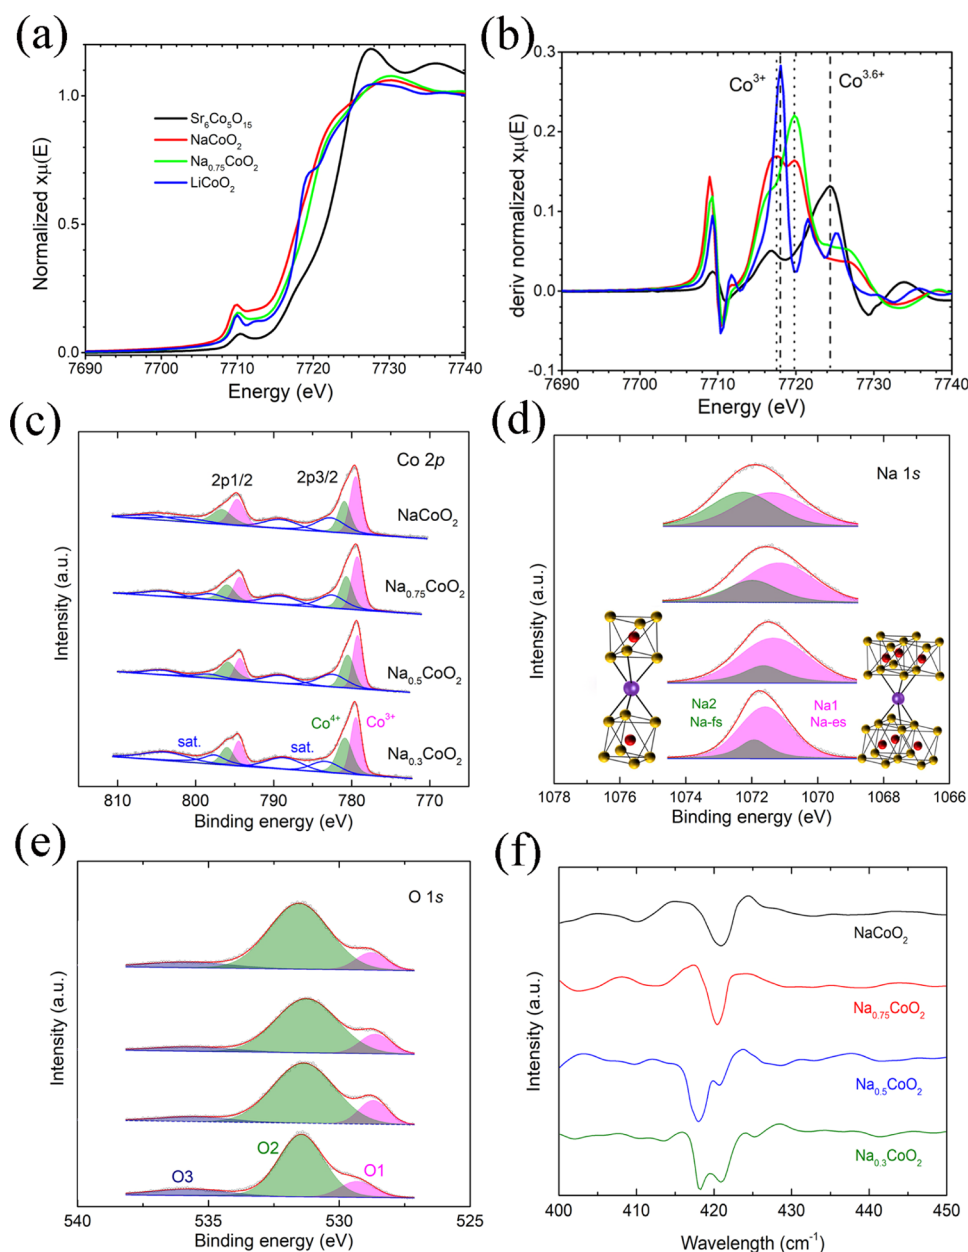 (a)
Normalized xμ(E)
1.0
0.5
0.0
Sr6Co5O15
NaCoO2
Na0.75CoO2
LiCoO2
7690 7700 7710 7720 7730 7740
Energy (eV)
(b)
deriv normalized xμ(E)
0.3
0.2
0.1
0.0
-0.1
Co3+
Co3.6+
7690 7700 7710 7720 7730 7740
Energy (eV)
(c)
Intensity (a.u.)
Co 2p
2p1/2
2p3/2
NaCoO2
Na0.75CoO2
Na0.5CoO2
Co4+
Co3+
sat.
sat.
Na0.3CoO2
810 800 790 780 770
Binding energy (eV)
(d)
Intensity (a.u.)
Na 1s
Na2
Na-fs
Na1
Na-es
1078 1076 1074 1072 1070 1068 1066
Binding energy (eV)
(e)
Intensity (a.u.)
O 1s
O3
O2
O1
540 535 530 525
Binding energy (eV)
(f)
Intensity (a.u.)
NaCoO2
Na0.75CoO2
Na0.5CoO2
Na0.3CoO2
400 410 420 430 440 450
Wavelength (cm-1)